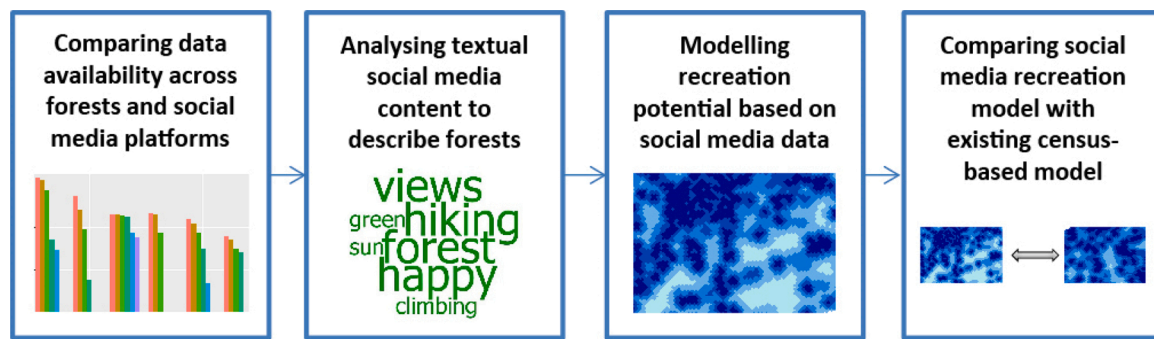 Comparing data
availability across
forests and social
media platforms
Analysing textual
social media
content to
describe forests
views
green hiking
sun forest
happy
climbing
Modelling
recreation
potential based on
social media data
Comparing social
media recreation
model with
existing census-
based model